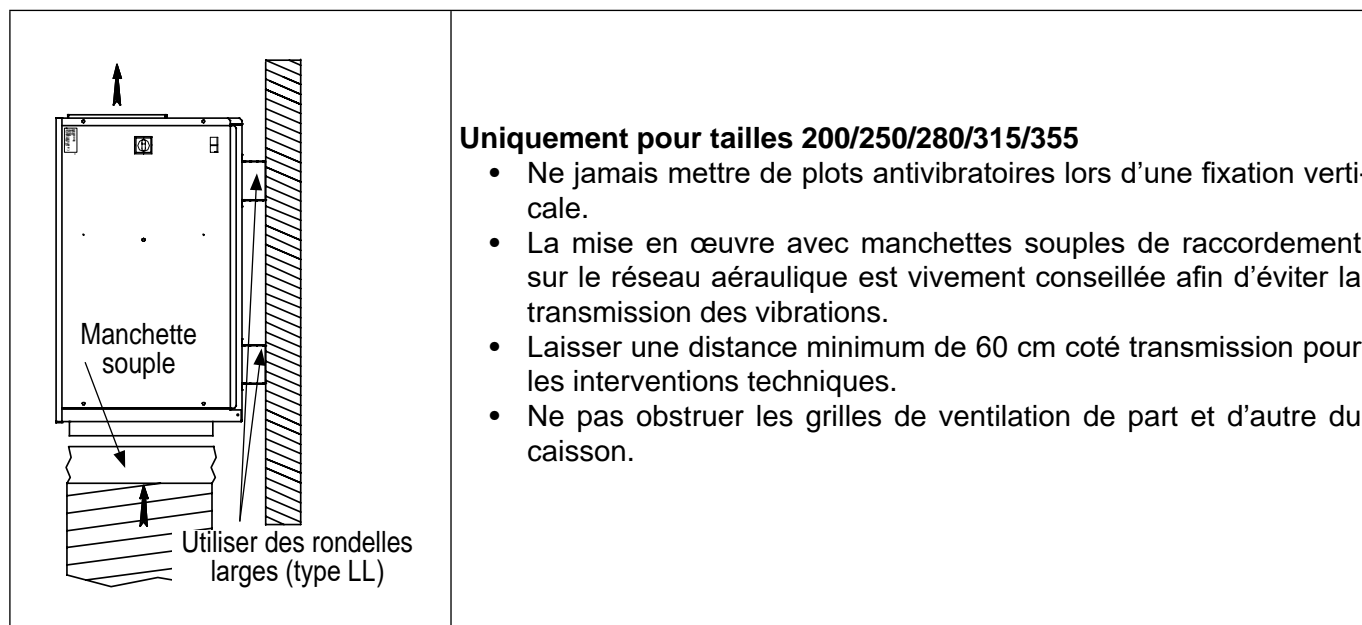 Manchette
souple
Utiliser des rondelles
larges (type LL)
Uniquement pour tailles 200/250/280/315/355
• Ne jamais mettre de plots antivibratoires lors d’une fixation verti-
cale.
• La mise en œuvre avec manchettes souples de raccordement
sur le réseau aéraulique est vivement conseillée afin d’éviter la
transmission des vibrations.
• Laisser une distance minimum de 60 cm coté transmission pour
les interventions techniques.
• Ne pas obstruer les grilles de ventilation de part et d’autre du
caisson.